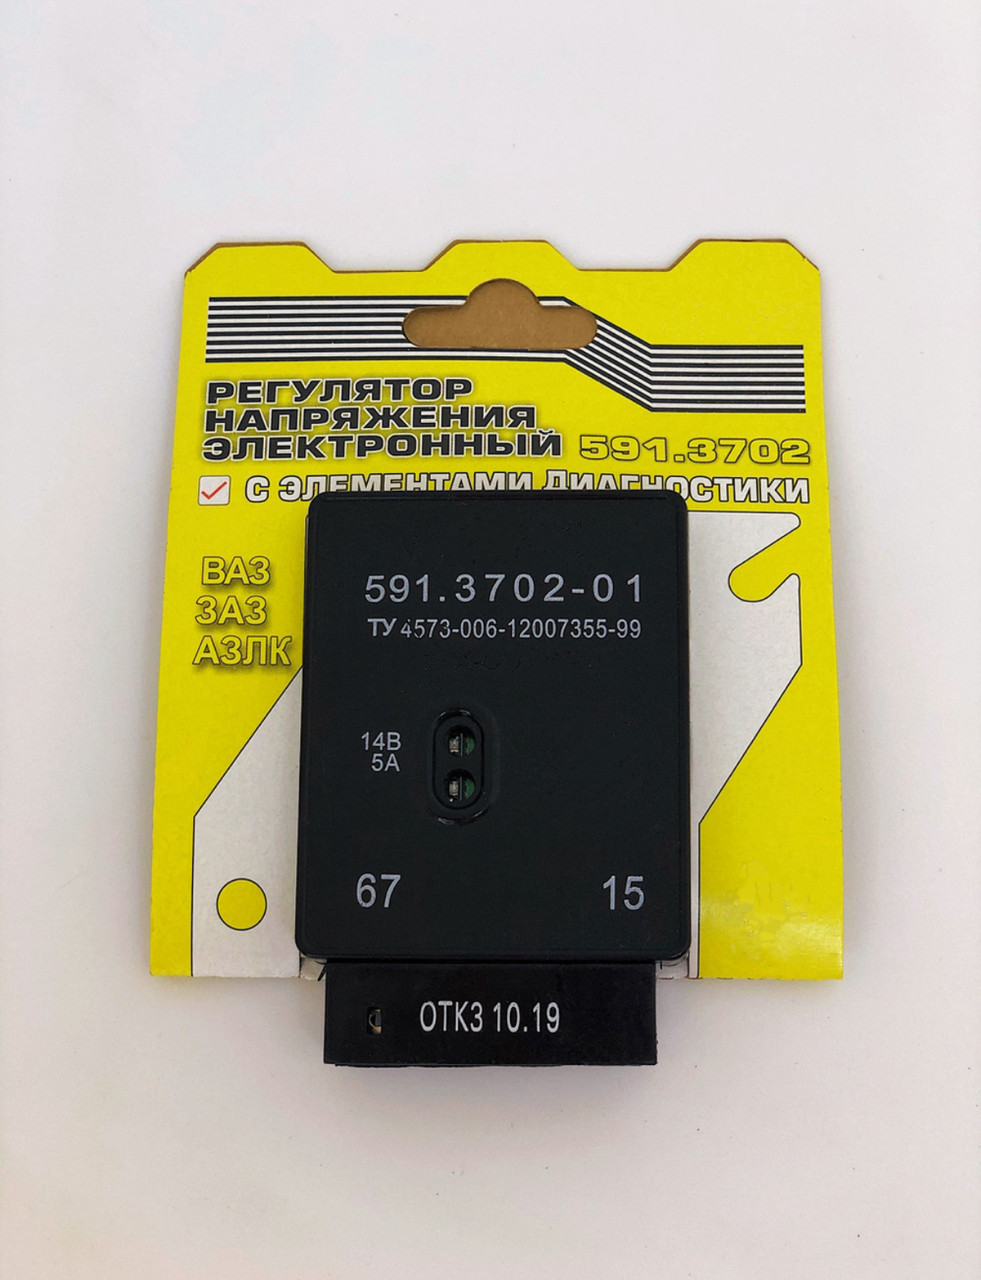 РЕГУЛЯТОР
НАПРЯЖЕНИЯ
ЭЛЕКТРОННЫЙ 591.3702
С ЭЛЕМЕНТАМИ ДИАГНОСТИКИ
ВАЗ
ЗАЗ
АЗЛК
591.3702-01
ТУ 4573-006-12007355-99
14В
5А
67 15
ОТК3 10.19